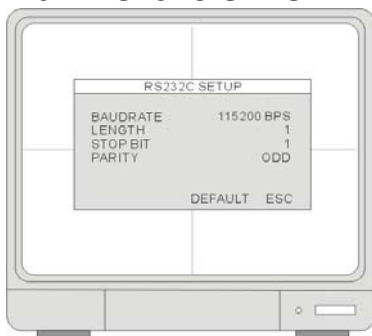 RS232C SETUP
BAUDRATE 115200 BPS
LENGTH 1
STOP BIT 1
PARITY ODD
DEFAULT ESC